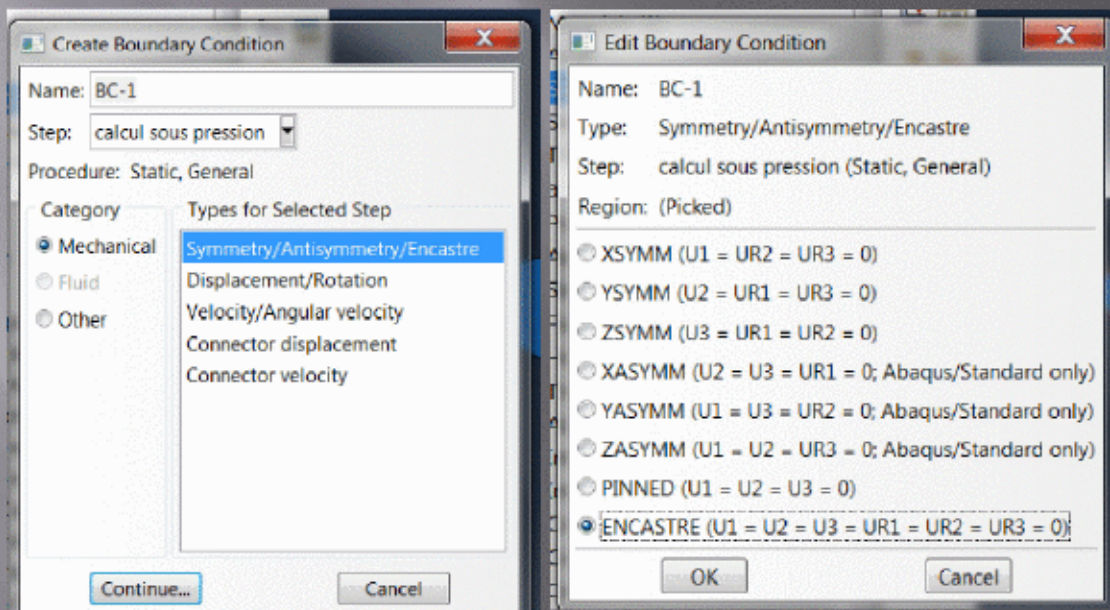 Create Boundary Condition
Name: BC-1
Step: calcul sous pression
Procedure: Static, General
Category
Mechanical
Fluid
Other
Types for Selected Step
Symmetry/Antisymmetry/Encastre
Displacement/Rotation
Velocity/Angular velocity
Connector displacement
Connector velocity
Continue... Cancel
Edit Boundary Condition
Name: BC-1
Type: Symmetry/Antisymmetry/Encastre
Step: calcul sous pression (Static, General)
Region: (Picked)
XSYMM (U1 = UR2 = UR3 = 0)
YSYMM (U2 = UR1 = UR3 = 0)
ZSYMM (U3 = UR1 = UR2 = 0)
XASYMM (U2 = U3 = UR1 = 0; Abaqus/Standard only)
YASYMM (U1 = U3 = UR2 = 0; Abaqus/Standard only)
ZASYMM (U1 = U2 = UR3 = 0; Abaqus/Standard only)
PINNED (U1 = U2 = U3 = 0)
ENCASTRE (U1 = U2 = U3 = UR1 = UR2 = UR3 = 0)
OK Cancel